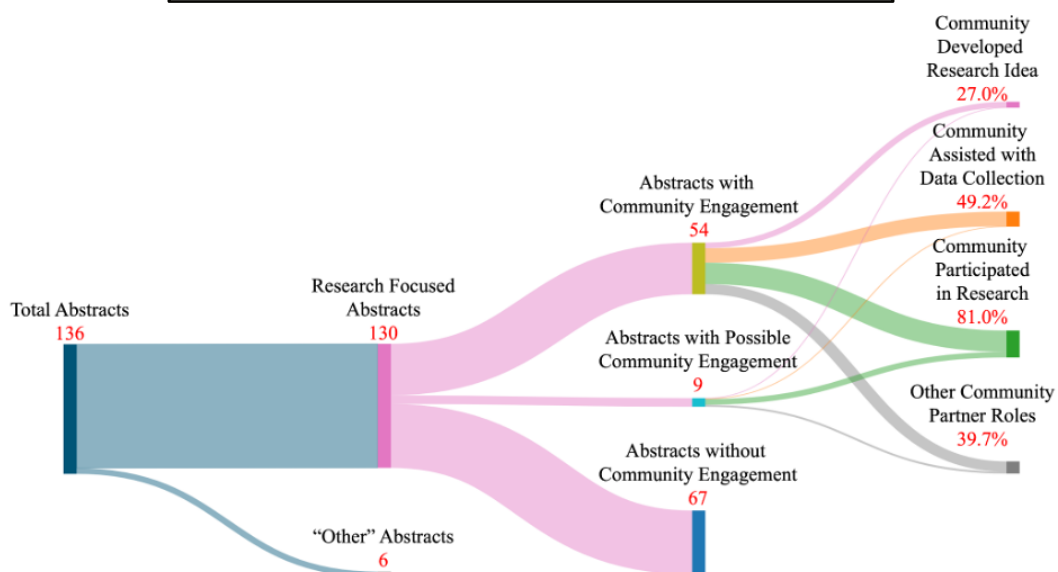 Community
Developed
Research Idea
27.0%
Community
Assisted with
Data Collection
49.2%
Abstracts with
Community Engagement
54
Community
Participated
in Research
81.0%
Research Focused
Abstracts
130
Total Abstracts
136
Abstracts with Possible
Community Engagement
9
Other Community
Partner Roles
39.7%
Abstracts without
Community Engagement
67
“Other” Abstracts
6